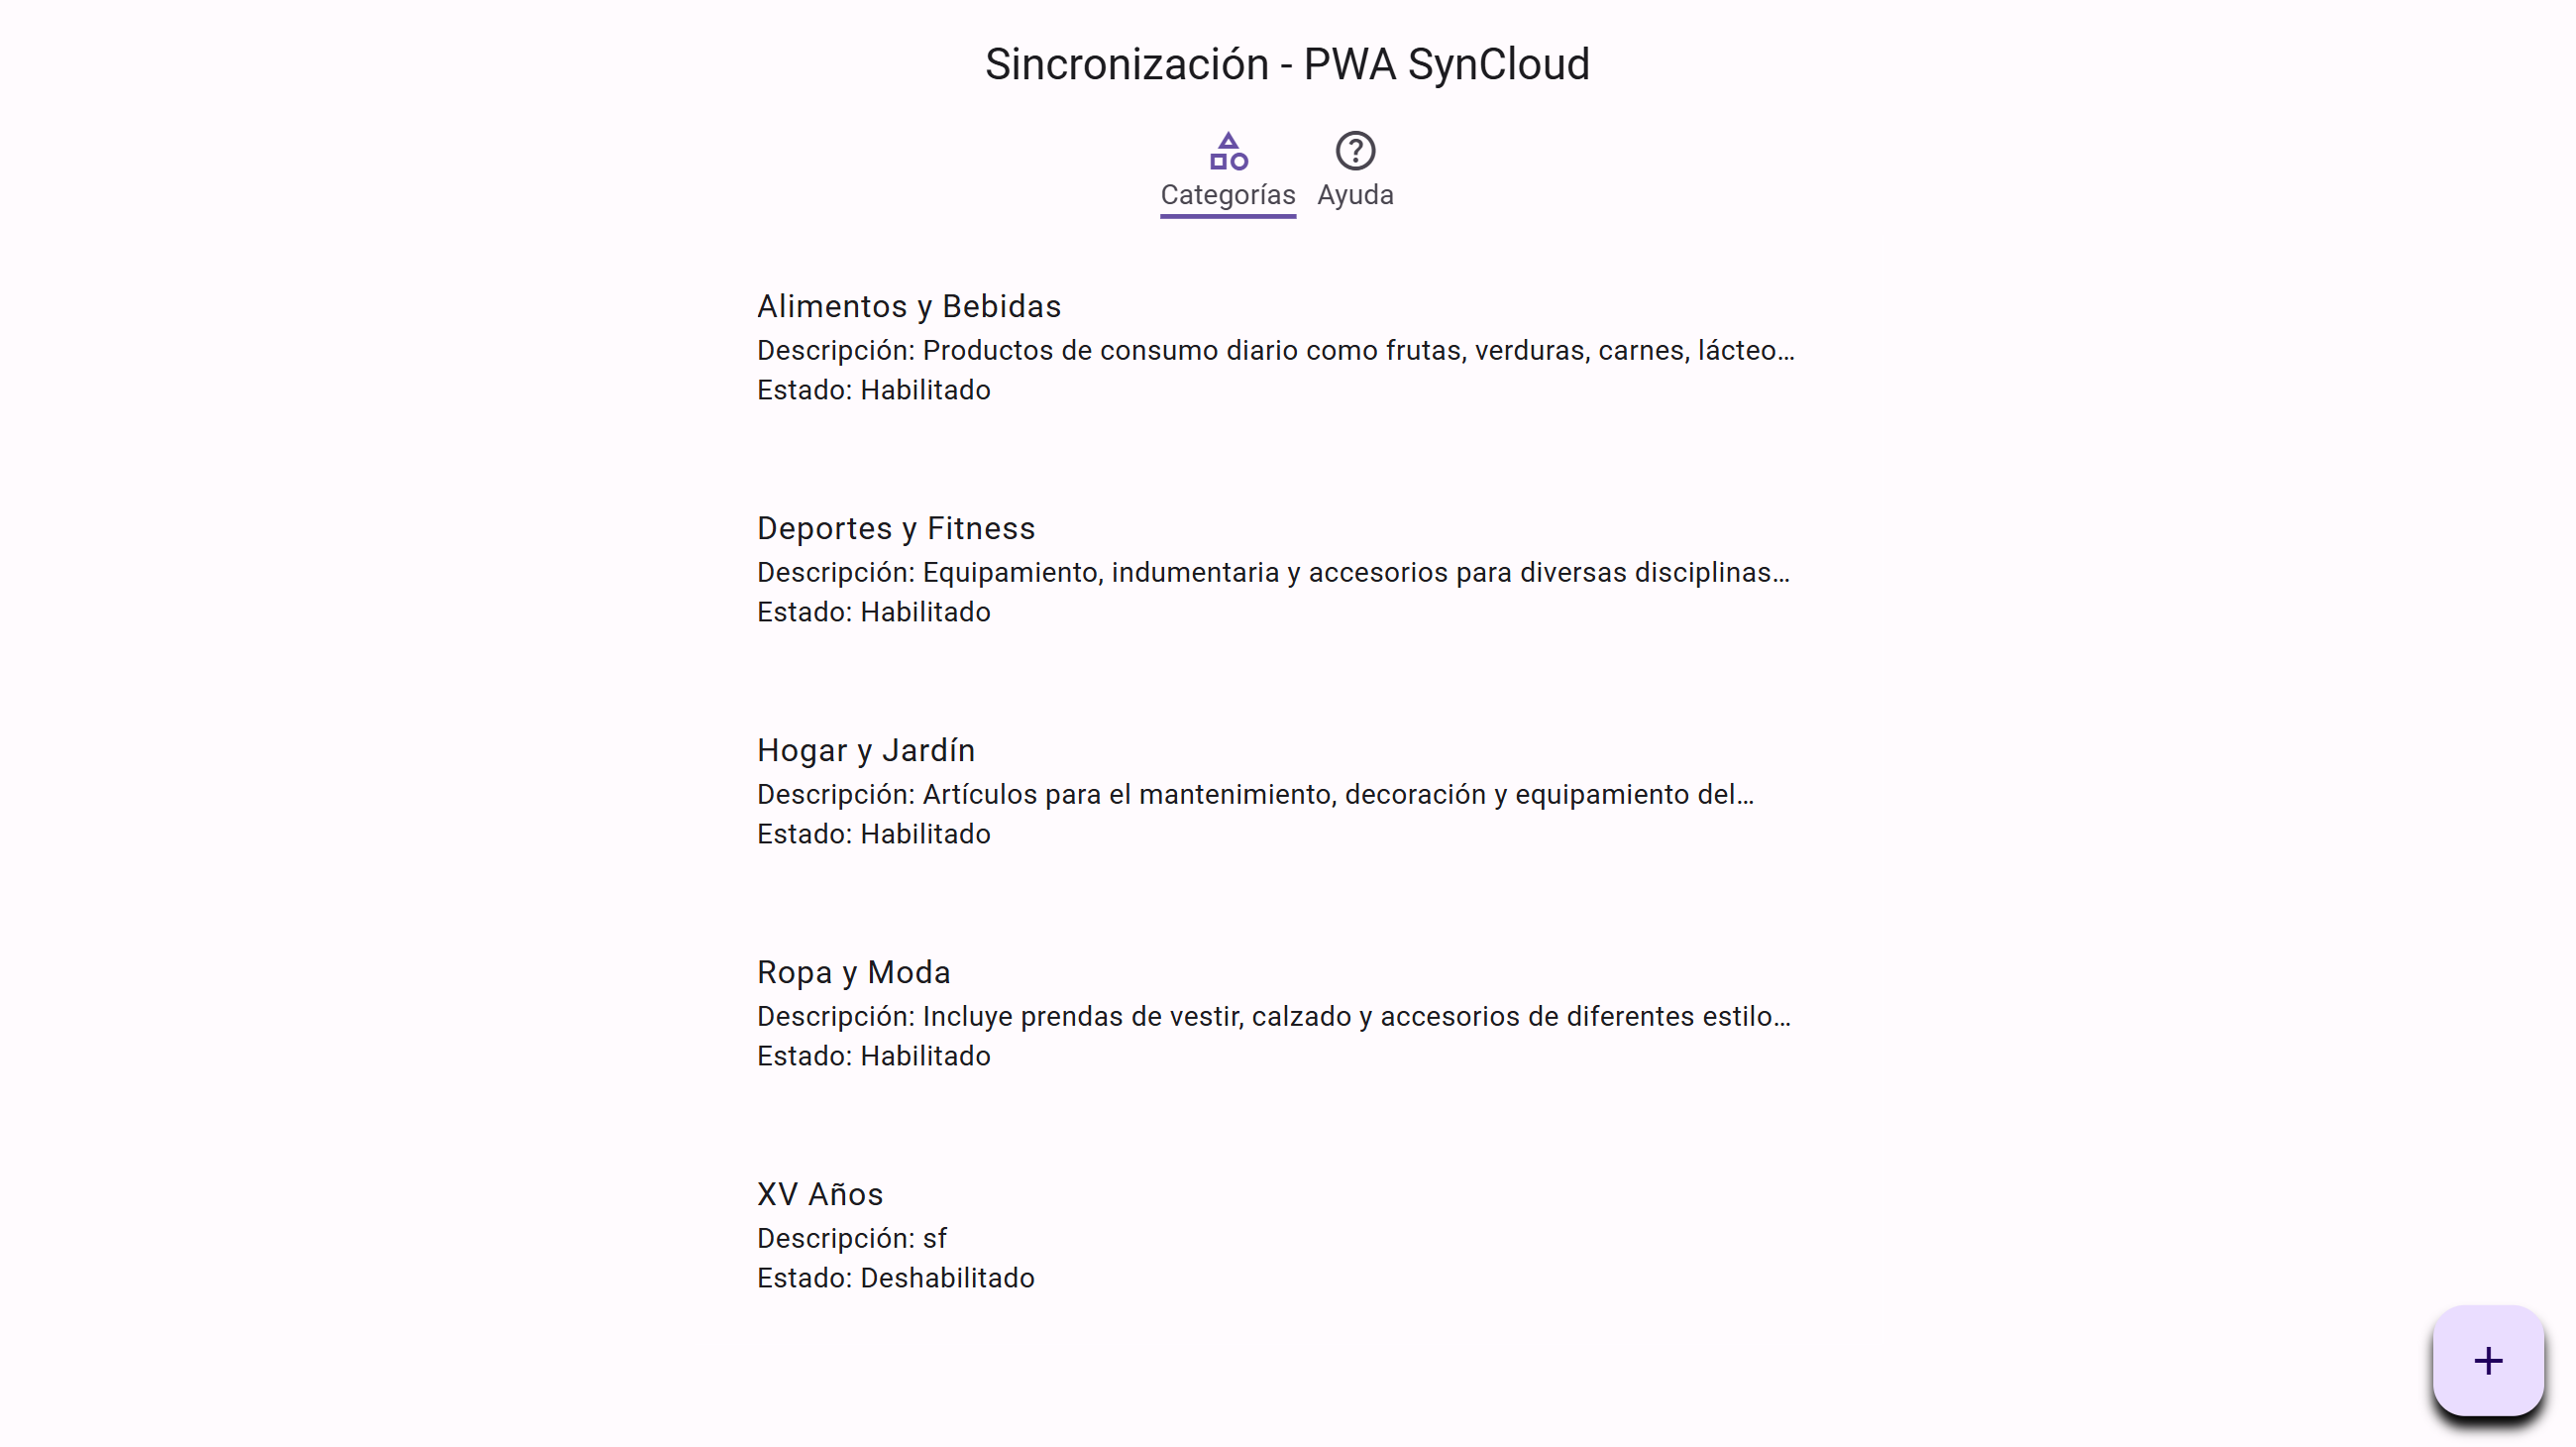 Sincronización - PWA SynCloud
Categorías
Ayuda
Alimentos y Bebidas
Descripción: Productos de consumo diario como frutas, verduras, carnes, lácteo...
Estado: Habilitado
Deportes y Fitness
Descripción: Equipamiento, indumentaria y accesorios para diversas disciplinas...
Estado: Habilitado
Hogar y Jardín
Descripción: Artículos para el mantenimiento, decoración y equipamiento del...
Estado: Habilitado
Ropa y Moda
Descripción: Incluye prendas de vestir, calzado y accesorios de diferentes estilo...
Estado: Habilitado
XV Años
Descripción: sf
Estado: Deshabilitado